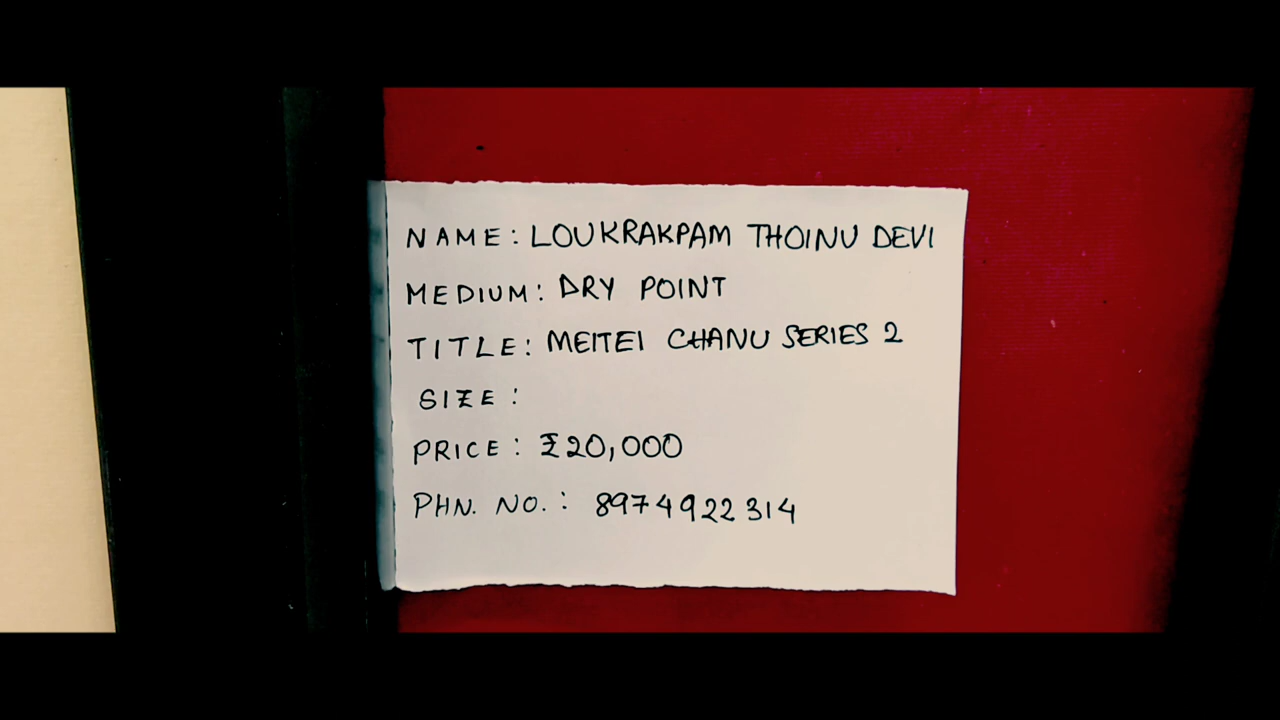 NAME: LOUKRAKPAM THOINU DEVI
MEDIUM: DRY POINT
TITLE: MEITEI CHANU SERIES 2
SIZE:
PRICE: ₹20,000
PHN. NO.: 8974922314